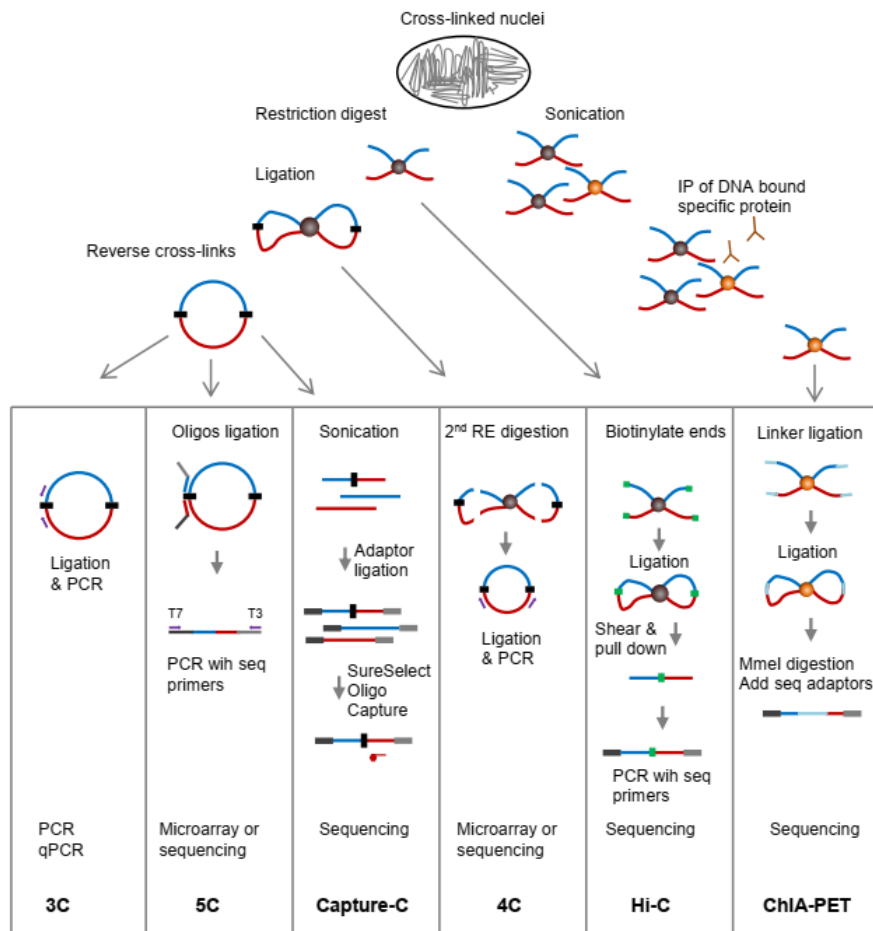 Cross-linked nuclei
Restriction digest
Sonication
Ligation
IP of DNA bound
specific protein
Reverse cross-links
Oligos ligation
Sonication
2nd RE digestion
Biotinylate ends
Linker ligation
Ligation
& PCR
T7
T3
PCR wih seq
primers
Adaptor
ligation
SureSelect
Oligo
Capture
Ligation
& PCR
Ligation
Shear &
pull down
PCR wih seq
primers
Ligation
MmeI digestion
Add seq adaptors
PCR
qPCR
Microarray or
sequencing
Sequencing
Microarray or
sequencing
Sequencing
Sequencing
3C
5C
Capture-C
4C
Hi-C
ChIA-PET